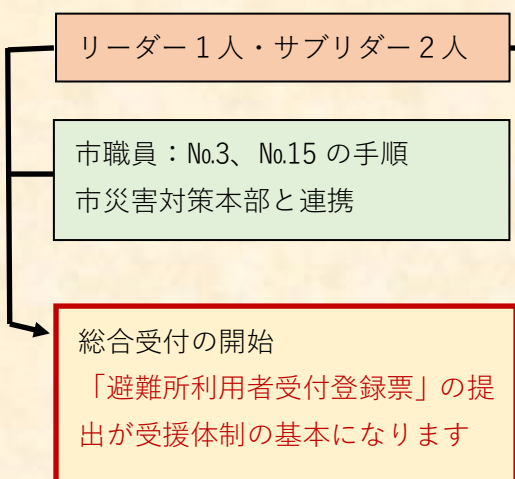 リーダー１人・サブリダー２人
市職員：№3、№15 の手順
市災害対策本部と連携
総合受付の開始
「避難所利用者受付登録票」の提
出が受援体制の基本になります